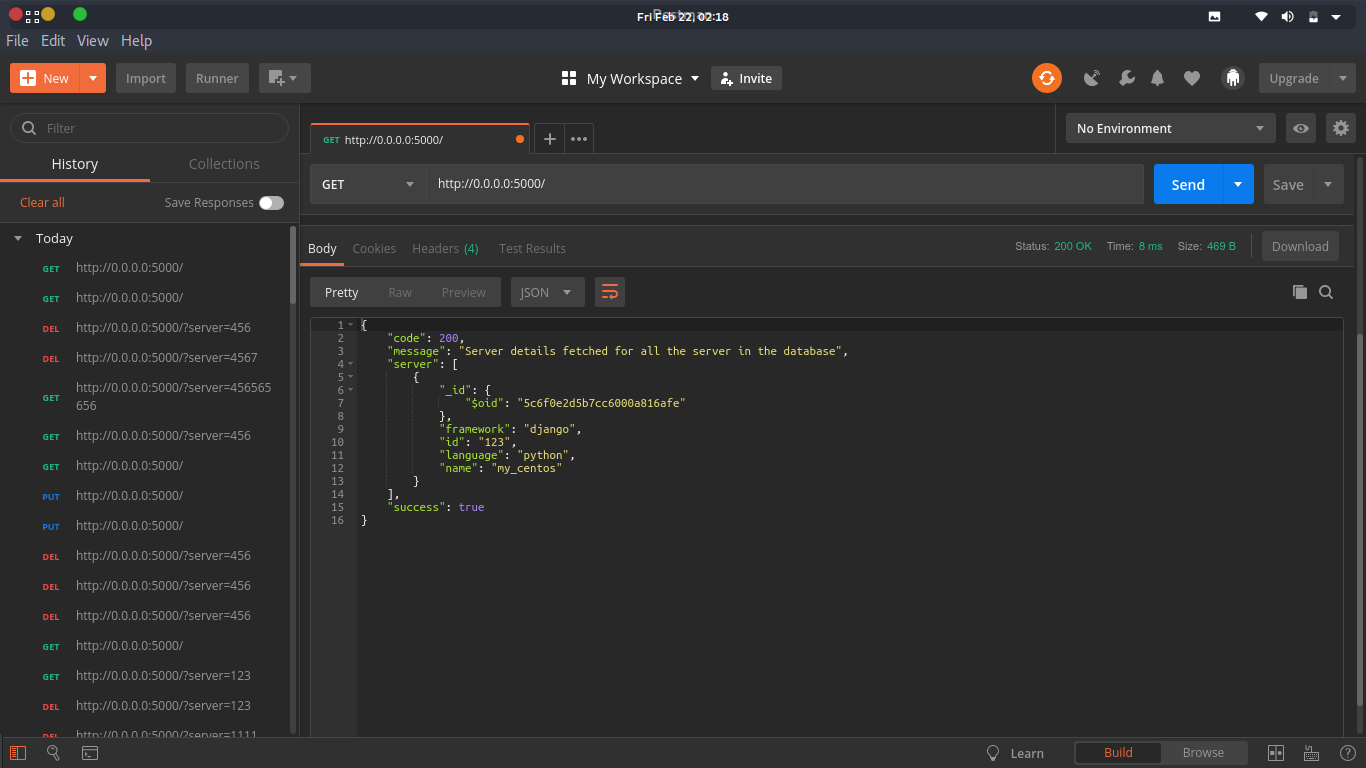 Fri Feb 22, 02:18
File Edit View Help
New Import Runner My Workspace Invite Upgrade
Filter
History Collections
Clear all Save Responses
Today
GET http://0.0.0.0:5000/
GET http://0.0.0.0:5000/
DEL http://0.0.0.0:5000/?server=456
DEL http://0.0.0.0:5000/?server=4567
GET http://0.0.0.0:5000/?server=456565
656
GET http://0.0.0.0:5000/?server=456
GET http://0.0.0.0:5000/
PUT http://0.0.0.0:5000/
PUT http://0.0.0.0:5000/
DEL http://0.0.0.0:5000/?server=456
DEL http://0.0.0.0:5000/?server=456
DEL http://0.0.0.0:5000/?server=456
GET http://0.0.0.0:5000/
GET http://0.0.0.0:5000/?server=123
DEL http://0.0.0.0:5000/?server=123
DEL http://0.0.0.0:5000/?server=1111
GET http://0.0.0.0:5000/
No Environment
GET http://0.0.0.0:5000/ Send Save
Body Cookies Headers (4) Test Results Status: 200 OK Time: 8 ms Size: 469 B Download
Pretty Raw Preview JSON
1 {
2 "code": 200,
3 "message": "Server details fetched for all the server in the database",
4 "server": [
5 {
6 "_id": {
7 "$oid": "5c6f0e2d5b7cc6000a816afe"
8 },
9 "framework": "django",
10 "id": "123",
11 "language": "python",
12 "name": "my_centos"
13 }
14 ],
15 "success": true
16 }
Learn Build Browse